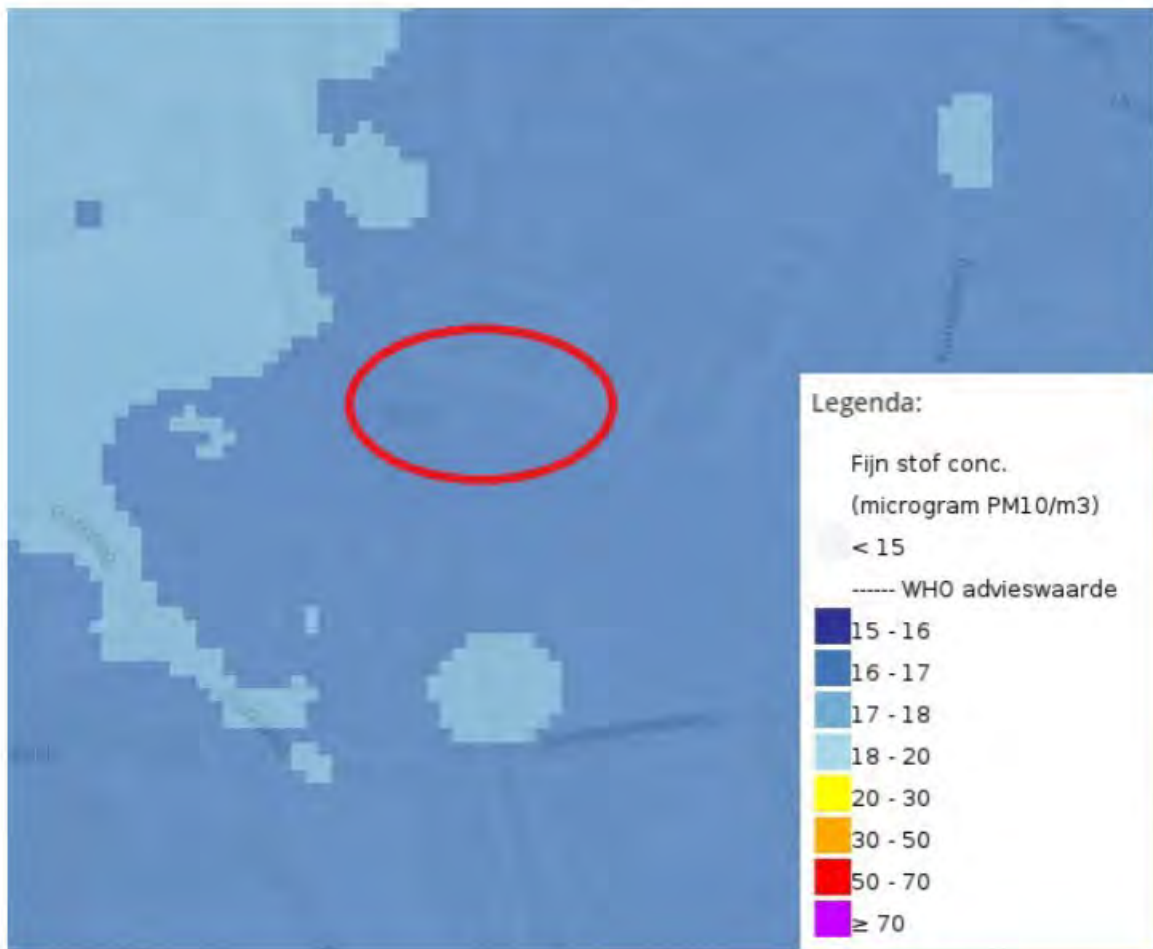 Legenda:
Fijn stof conc.
(microgram PM10/m3)
< 15
------ WHO advieswaarde
15 - 16
16 - 17
17 - 18
18 - 20
20 - 30
30 - 50
50 - 70
≥ 70